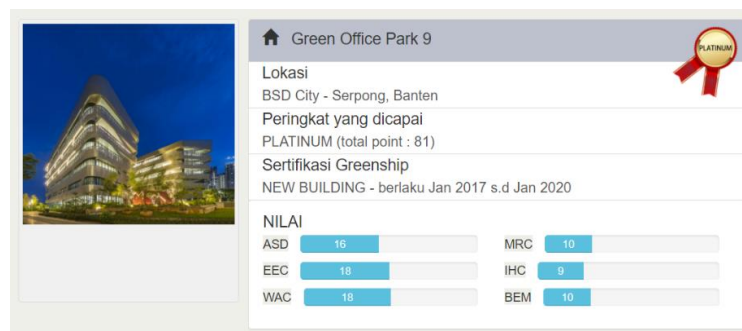 Green Office Park 9
PLATINUM
Lokasi
BSD City - Serpong, Banten
Peringkat yang dicapai
PLATINUM (total point : 81)
Sertifikasi Greenship
NEW BUILDING - berlaku Jan 2017 s.d Jan 2020
NILAI
ASD 16 MRC 10
EEC 18 IHC 9
WAC 18 BEM 10